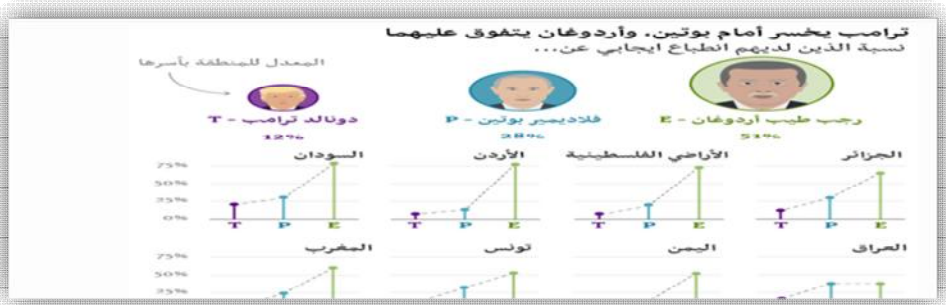 ترامب يخسر أمام بوتين، وأردوغان يتفوق عليهما
نسبة الذين لديهم انطباع ايجابي عن...
المعدل للمنطقة بأسرها
رجب طيب أردوغان - E
51%
فلاديمير بوتين - P
28%
دونالد ترامب - T
12%
الجزائر
الأراضي الفلسطينية
الأردن
السودان
75%
50%
25%
0%
T P E
T P E
T P E
T P E
العراق
اليمن
تونس
المغرب
75%
50%
25%